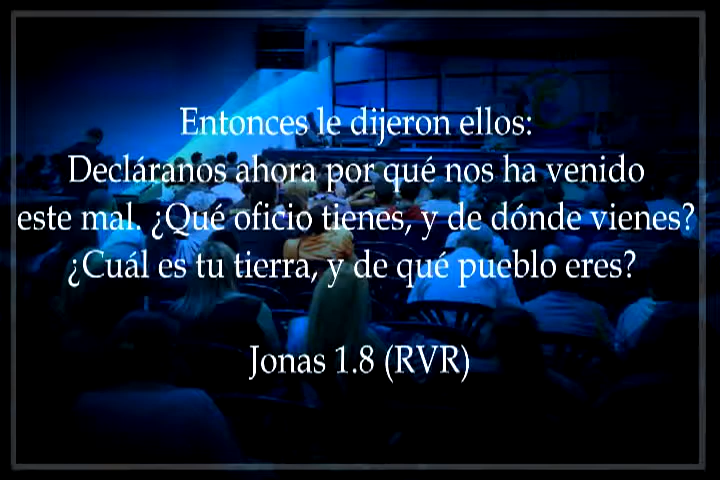 Entonces le dijeron ellos:
Decláranos ahora por qué nos ha venido
este mal. ¿Qué oficio tienes, y de dónde vienes?
¿Cuál es tu tierra, y de qué pueblo eres?
Jonas 1.8 (RVR)